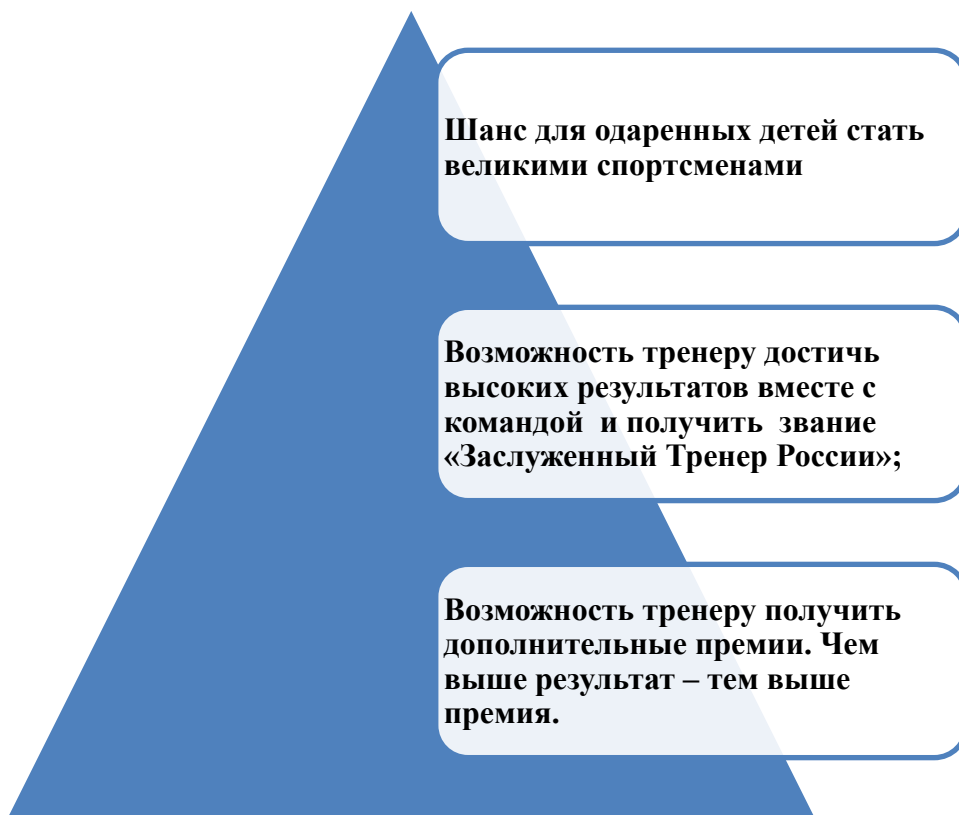 Шанс для одаренных детей стать
великими спортсменами
Возможность тренеру достичь
высоких результатов вместе с
командой и получить звание
«Заслуженный Тренер России»;
Возможность тренеру получить
дополнительные премии. Чем
выше результат – тем выше
премия.